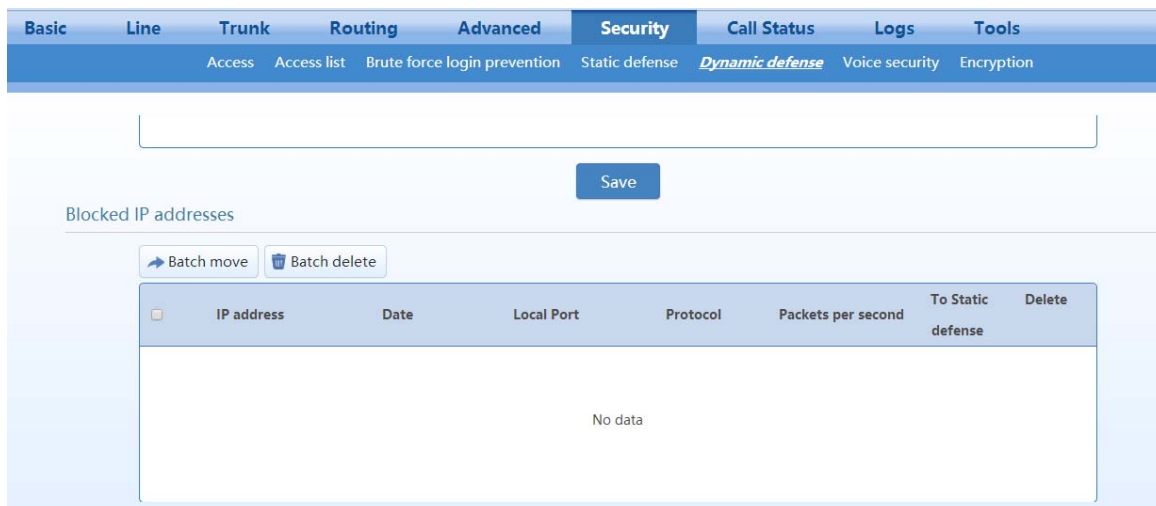 Basic Line Trunk Routing Advanced Security Call Status Logs Tools
Access Access list Brute force login prevention Static defense Dynamic defense Voice security Encryption
Save
Blocked IP addresses
Batch move Batch delete
IP address Date Local Port Protocol Packets per second To Static defense Delete
No data